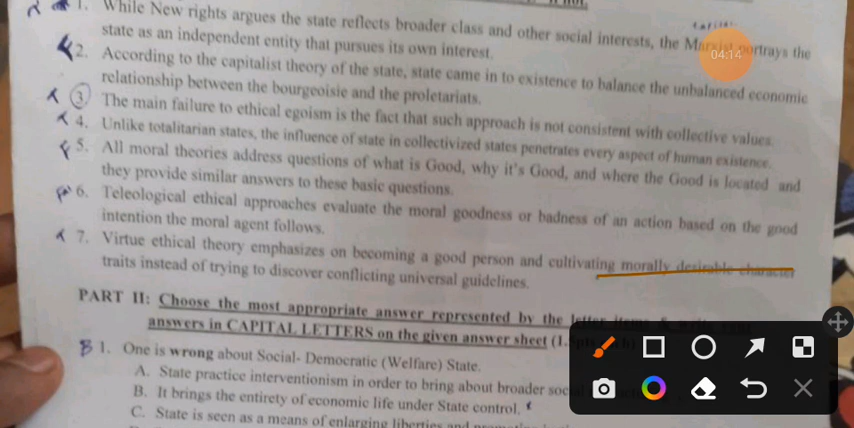 1. While New rights argues the state reflects broader class and other social interests, the Marxist portrays the
state as an independent entity that pursues its own interest.
04:14
2. According to the capitalist theory of the state, state came in to existence to balance the unbalanced economic
relationship between the bourgeoisie and the proletariats.
3. The main failure to ethical egoism is the fact that such approach is not consistent with collective values.
4. Unlike totalitarian states, the influence of state in collectivized states penetrates every aspect of human existence.
5. All moral theories address questions of what is Good, why it's Good, and where the Good is located and
they provide similar answers to these basic questions.
6. Teleological ethical approaches evaluate the moral goodness or badness of an action based on the good
intention the moral agent follows.
7. Virtue ethical theory emphasizes on becoming a good person and cultivating morally desirable character
traits instead of trying to discover conflicting universal guidelines.
PART II: Choose the most appropriate answer represented by the letter
answers in CAPITAL LETTERS on the given answer sheet (1.
B 1. One is wrong about Social- Democratic (Welfare) State.
A. State practice interventionism in order to bring about broader
B. It brings the entirety of economic life under State control.
C. State is seen as a means of enlarging liberties and